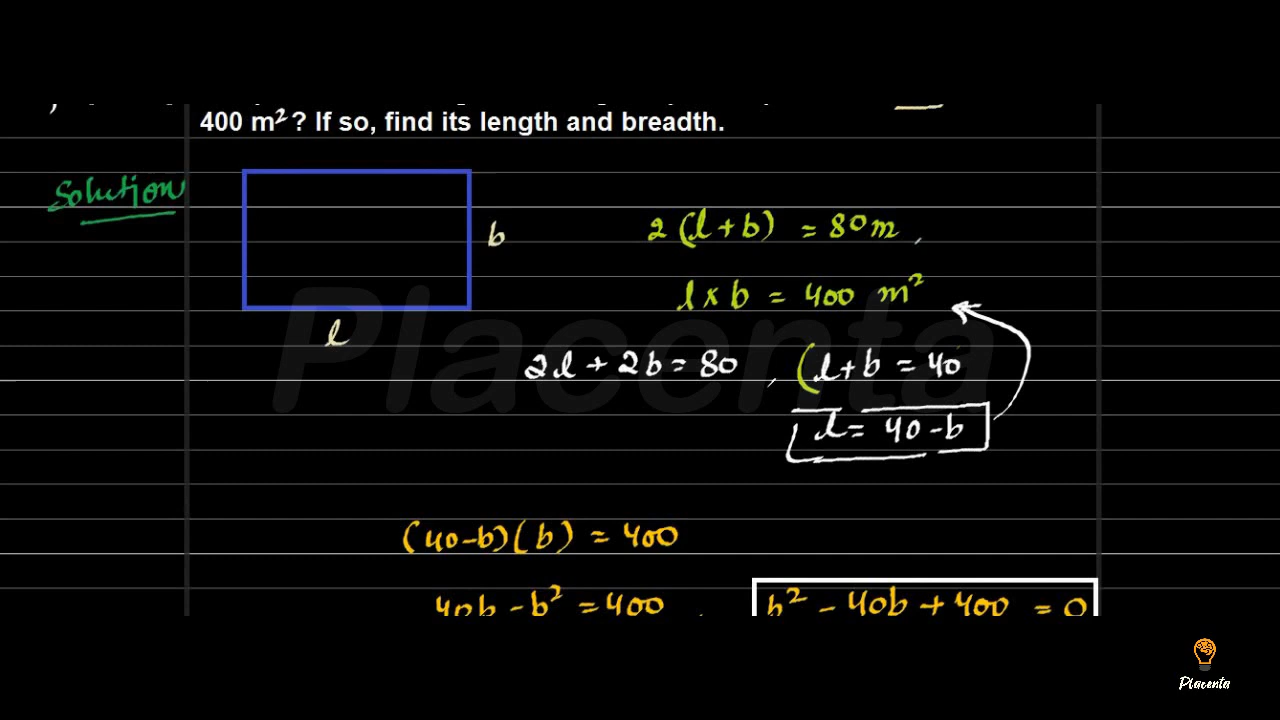 400 m² ? If so, find its length and breadth.
Solution
b
l
2 (l + b) = 80m ,
l × b = 400 m²
2l + 2b = 80 , (l + b = 40
l = 40 - b
(40-b) (b) = 400
40b - b² = 400 . b² - 40b + 400 = 0
Placenta
Placenta